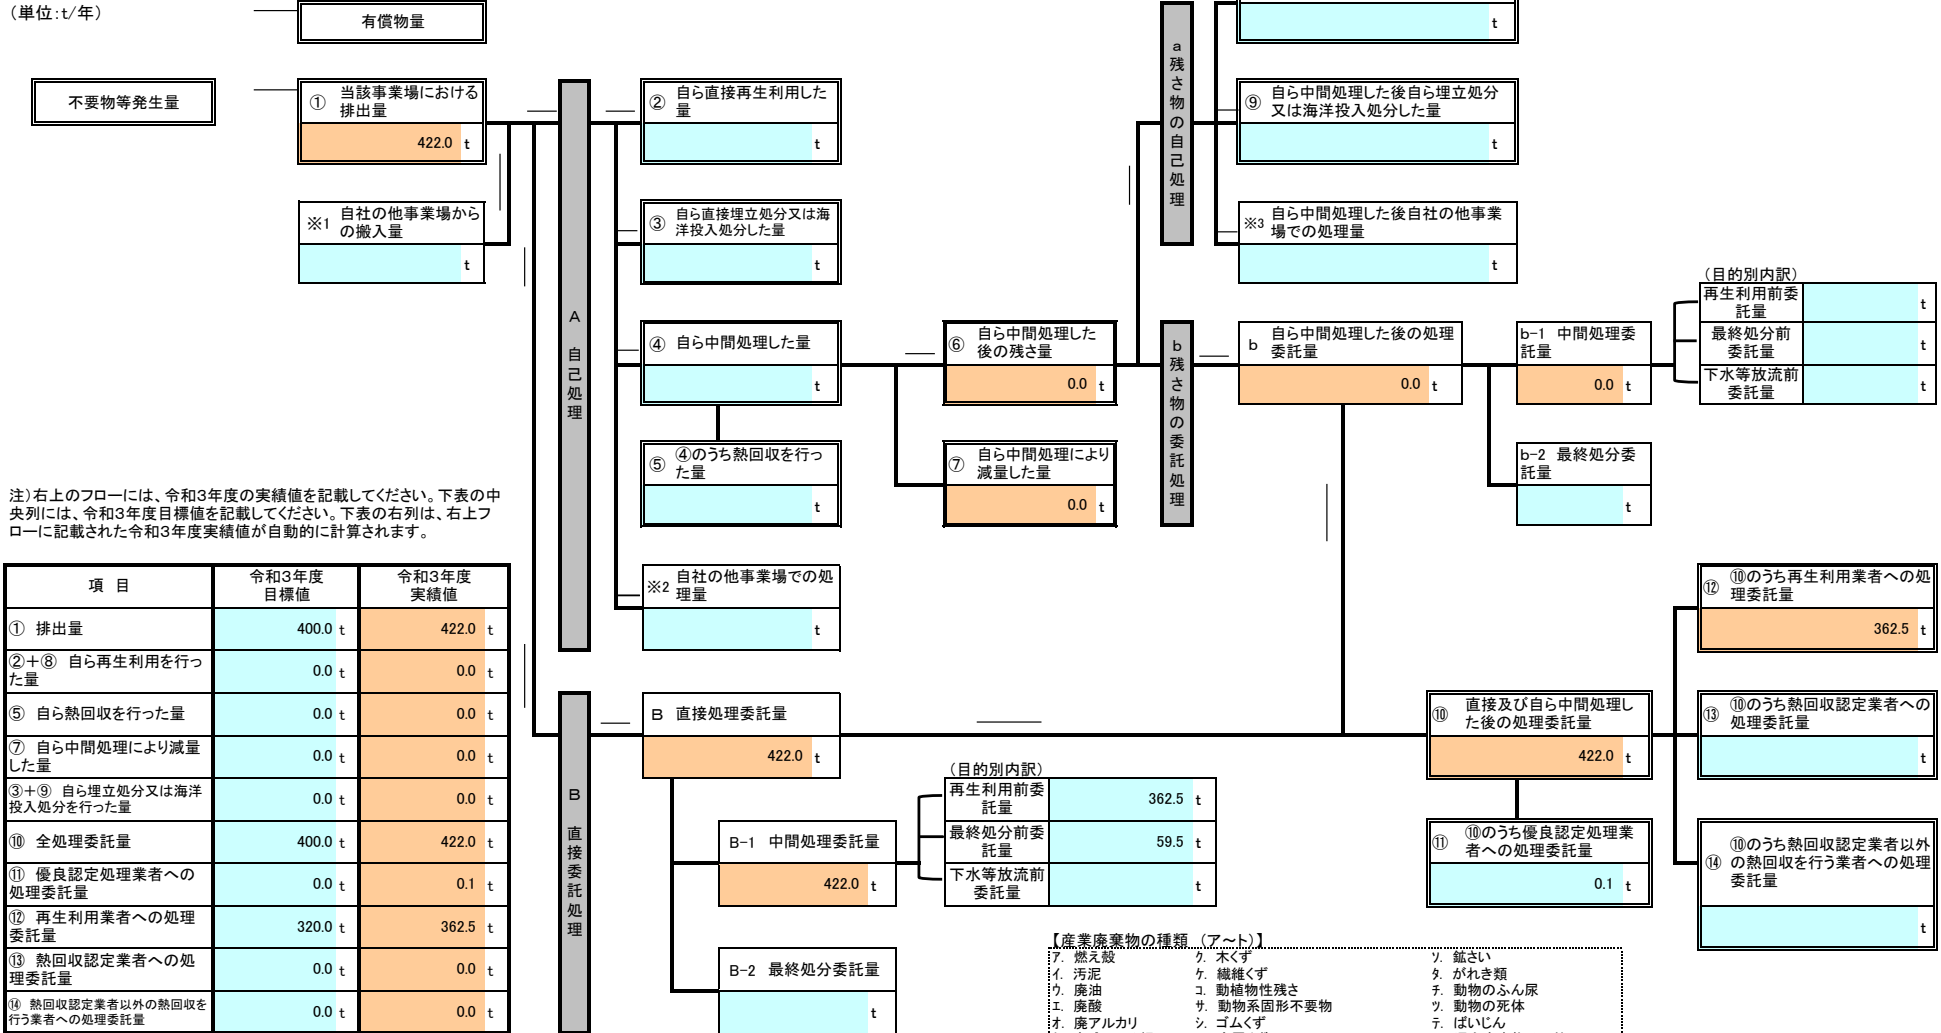 （単位:t/年）
有償物量
t
不要物等発生量
① 当該事業場における
排出量
422.0 t
② 自ら直接再生利用した
量
t
a
残さ物の自己処理
⑨ 自ら中間処理した後自ら埋立処分
又は海洋投入処分した量
t
※1 自社の他事業場から
の搬入量
t
③ 自ら直接埋立処分又は海
洋投入処分した量
t
※3 自ら中間処理した後自社の他事業
場での処理量
t
A
自己処理
④ 自ら中間処理した量
t
⑥ 自ら中間処理した
後の残さ量
0.0 t
b
残さ物の委託処理
b 自ら中間処理した後の処理
委託量
0.0 t
b-1 中間処理委
託量
0.0 t
（目的別内訳）
再生利用前委
託量
t
最終処分前
委託量
t
下水等放流前
委託量
t
⑤ ④のうち熱回収を行っ
た量
t
⑦ 自ら中間処理により
減量した量
0.0 t
b-2 最終処分委
託量
t
注）右上のフローには、令和3年度の実績値を記載してください。下表の中
央列には、令和3年度目標値を記載してください。下表の右列は、右上フ
ローに記載された令和3年度実績値が自動的に計算されます。
※2 自社の他事業場での処
理量
t
項 目 令和3年度 目標値 令和3年度 実績値
① 排出量 400.0 t 422.0 t
②＋⑧ 自ら再生利用を行っ
た量 0.0 t 0.0 t
⑤ 自ら熱回収を行った量 0.0 t 0.0 t
⑦ 自ら中間処理により減量
した量 0.0 t 0.0 t
③＋⑨ 自ら埋立処分又は海洋
投入処分を行った量 0.0 t 0.0 t
⑩ 全処理委託量 400.0 t 422.0 t
⑪ 優良認定処理業者への
処理委託量 0.0 t 0.1 t
⑫ 再生利用業者への処理
委託量 320.0 t 362.5 t
⑬ 熱回収認定業者への処
理委託量 0.0 t 0.0 t
⑭ 熱回収認定業者以外の熱回収を
行う業者への処理委託量 0.0 t 0.0 t
B
直接委託処理
B 直接処理委託量
422.0 t
B-1 中間処理委託量
422.0 t
（目的別内訳）
再生利用前委
託量
362.5 t
最終処分前委
託量
59.5 t
下水等放流前
委託量
t
B-2 最終処分委託量
t
⑩ 直接及び自ら中間処理し
た後の処理委託量
422.0 t
⑪ ⑩のうち優良認定処理業
者への処理委託量
0.1 t
⑫ ⑩のうち再生利用業者への処
理委託量
362.5 t
⑬ ⑩のうち熱回収認定業者への
処理委託量
t
⑭ ⑩のうち熱回収認定業者以外
の熱回収を行う業者への処理
委託量
t
【産業廃棄物の種類 （ア～ト）】
ア. 燃え殻 ク. 木くず ソ. 鉱さい
イ. 汚泥 ケ. 繊維くず タ. がれき類
ウ. 廃油 コ. 動植物性残さ チ. 動物のふん尿
エ. 廃酸 サ. 動物系固形不要物 ツ. 動物の死体
オ. 廃アルカリ シ. ゴムくず テ. ばいじん